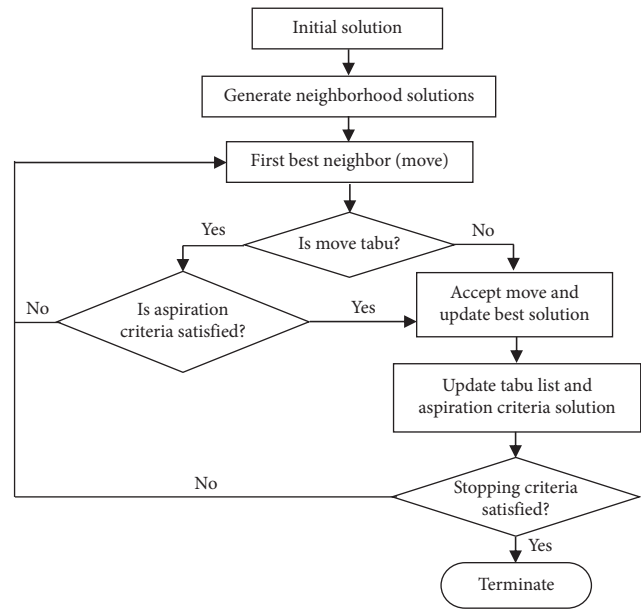 Initial solution
Generate neighborhood solutions
First best neighbor (move)
Yes
Is move tabu?
No
No
Is aspiration
criteria satisfied?
Yes
Accept move and
update best solution
Update tabu list and
aspiration criteria solution
No
Stopping criteria
satisfied?
Yes
Terminate